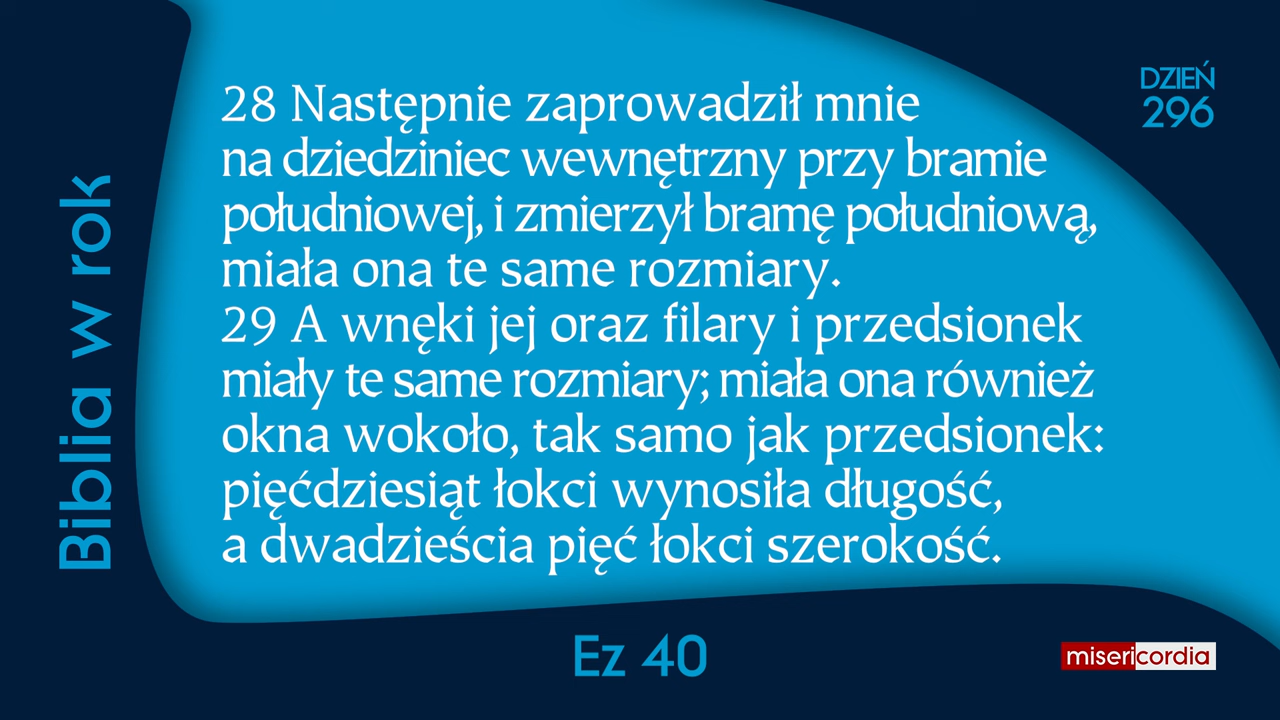 DZIEŃ
296
28 Następnie zaprowadził mnie
na dziedziniec wewnętrzny przy bramie
południowej, i zmierzył bramę południową,
miała ona te same rozmiary.
29 A wnęki jej oraz filary i przedsionek
miały te same rozmiary; miała ona również
okna wokoło, tak samo jak przedsionek:
pięćdziesiąt łokci wynosiła długość,
a dwadzieścia pięć łokci szerokość.
Biblia w rok
Ez 40
misericordia